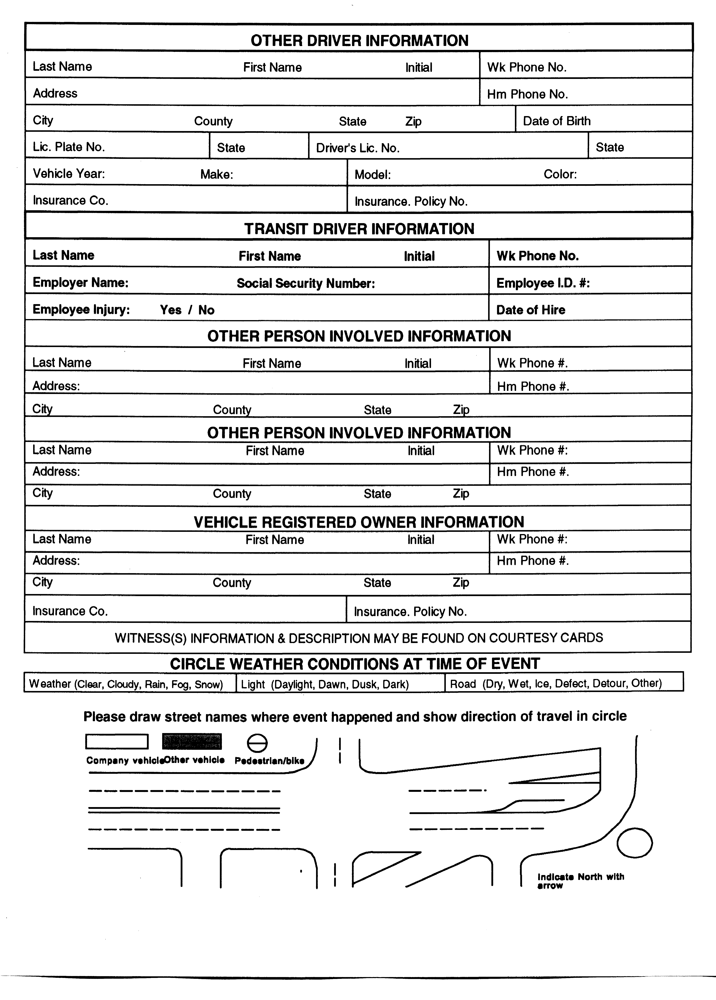 OTHER DRIVER INFORMATION
Last Name First Name Initial Wk Phone No.
Address Hm Phone No.
City County State Zip Date of Birth
Lic. Plate No. State Driver's Lic. No. State
Vehicle Year: Make: Model: Color:
Insurance Co. Insurance. Policy No.
TRANSIT DRIVER INFORMATION
Last Name First Name Initial Wk Phone No.
Employer Name: Social Security Number: Employee I.D. #:
Employee Injury: Yes / No Date of Hire
OTHER PERSON INVOLVED INFORMATION
Last Name First Name Initial Wk Phone #.
Address: Hm Phone #.
City County State Zip
OTHER PERSON INVOLVED INFORMATION
Last Name First Name Initial Wk Phone #:
Address: Hm Phone #.
City County State Zip
VEHICLE REGISTERED OWNER INFORMATION
Last Name First Name Initial Wk Phone #:
Address: Hm Phone #.
City County State Zip
Insurance Co. Insurance. Policy No.
WITNESS(S) INFORMATION & DESCRIPTION MAY BE FOUND ON COURTESY CARDS
CIRCLE WEATHER CONDITIONS AT TIME OF EVENT
Weather (Clear, Cloudy, Rain, Fog, Snow) Light (Daylight, Dawn, Dusk, Dark) Road (Dry, Wet, Ice, Defect, Detour, Other)
Please draw street names where event happened and show direction of travel in circle
Company vehicle Other vehicle Pedestrian/bike
Indicate North with
arrow